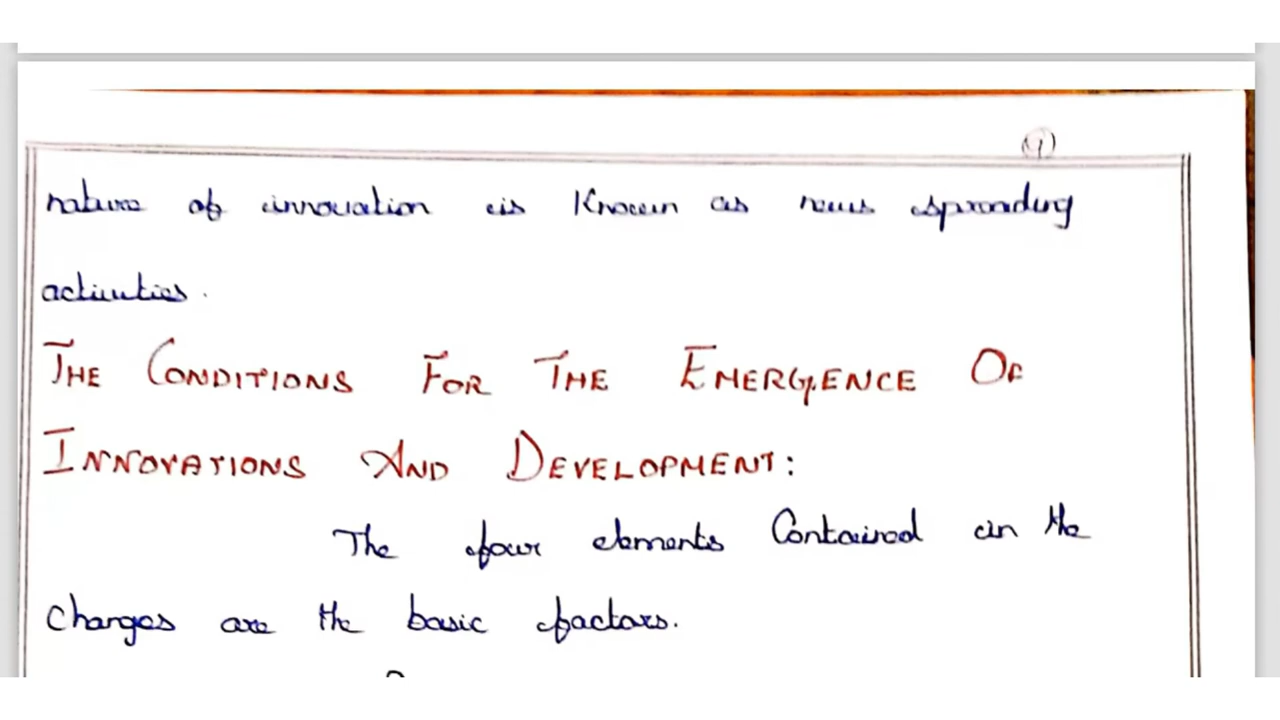 nature of innovation is known as news spreading
activities.
THE CONDITIONS FOR THE EMERGENCE OF
INNOVATIONS AND DEVELOPMENT:
The four elements Contained in the
changes are the basic factors.